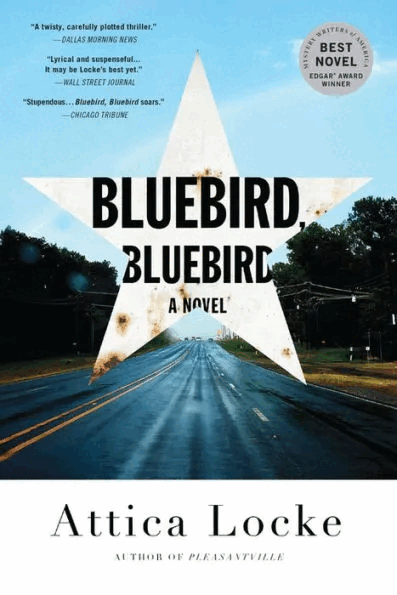 "A twisty, carefully plotted thriller."
—DALLAS MORNING NEWS
"Lyrical and suspenseful...
It may be Locke's best yet."
—WALL STREET JOURNAL
"Stupendous... Bluebird, Bluebird soars."
—CHICAGO TRIBUNE
MYSTERY WRITERS of AMERICA
BEST
NOVEL
EDGAR® AWARD
WINNER
BLUEBIRD,
BLUEBIRD
A NOVEL
Attica Locke
AUTHOR OF PLEASANTVILLE